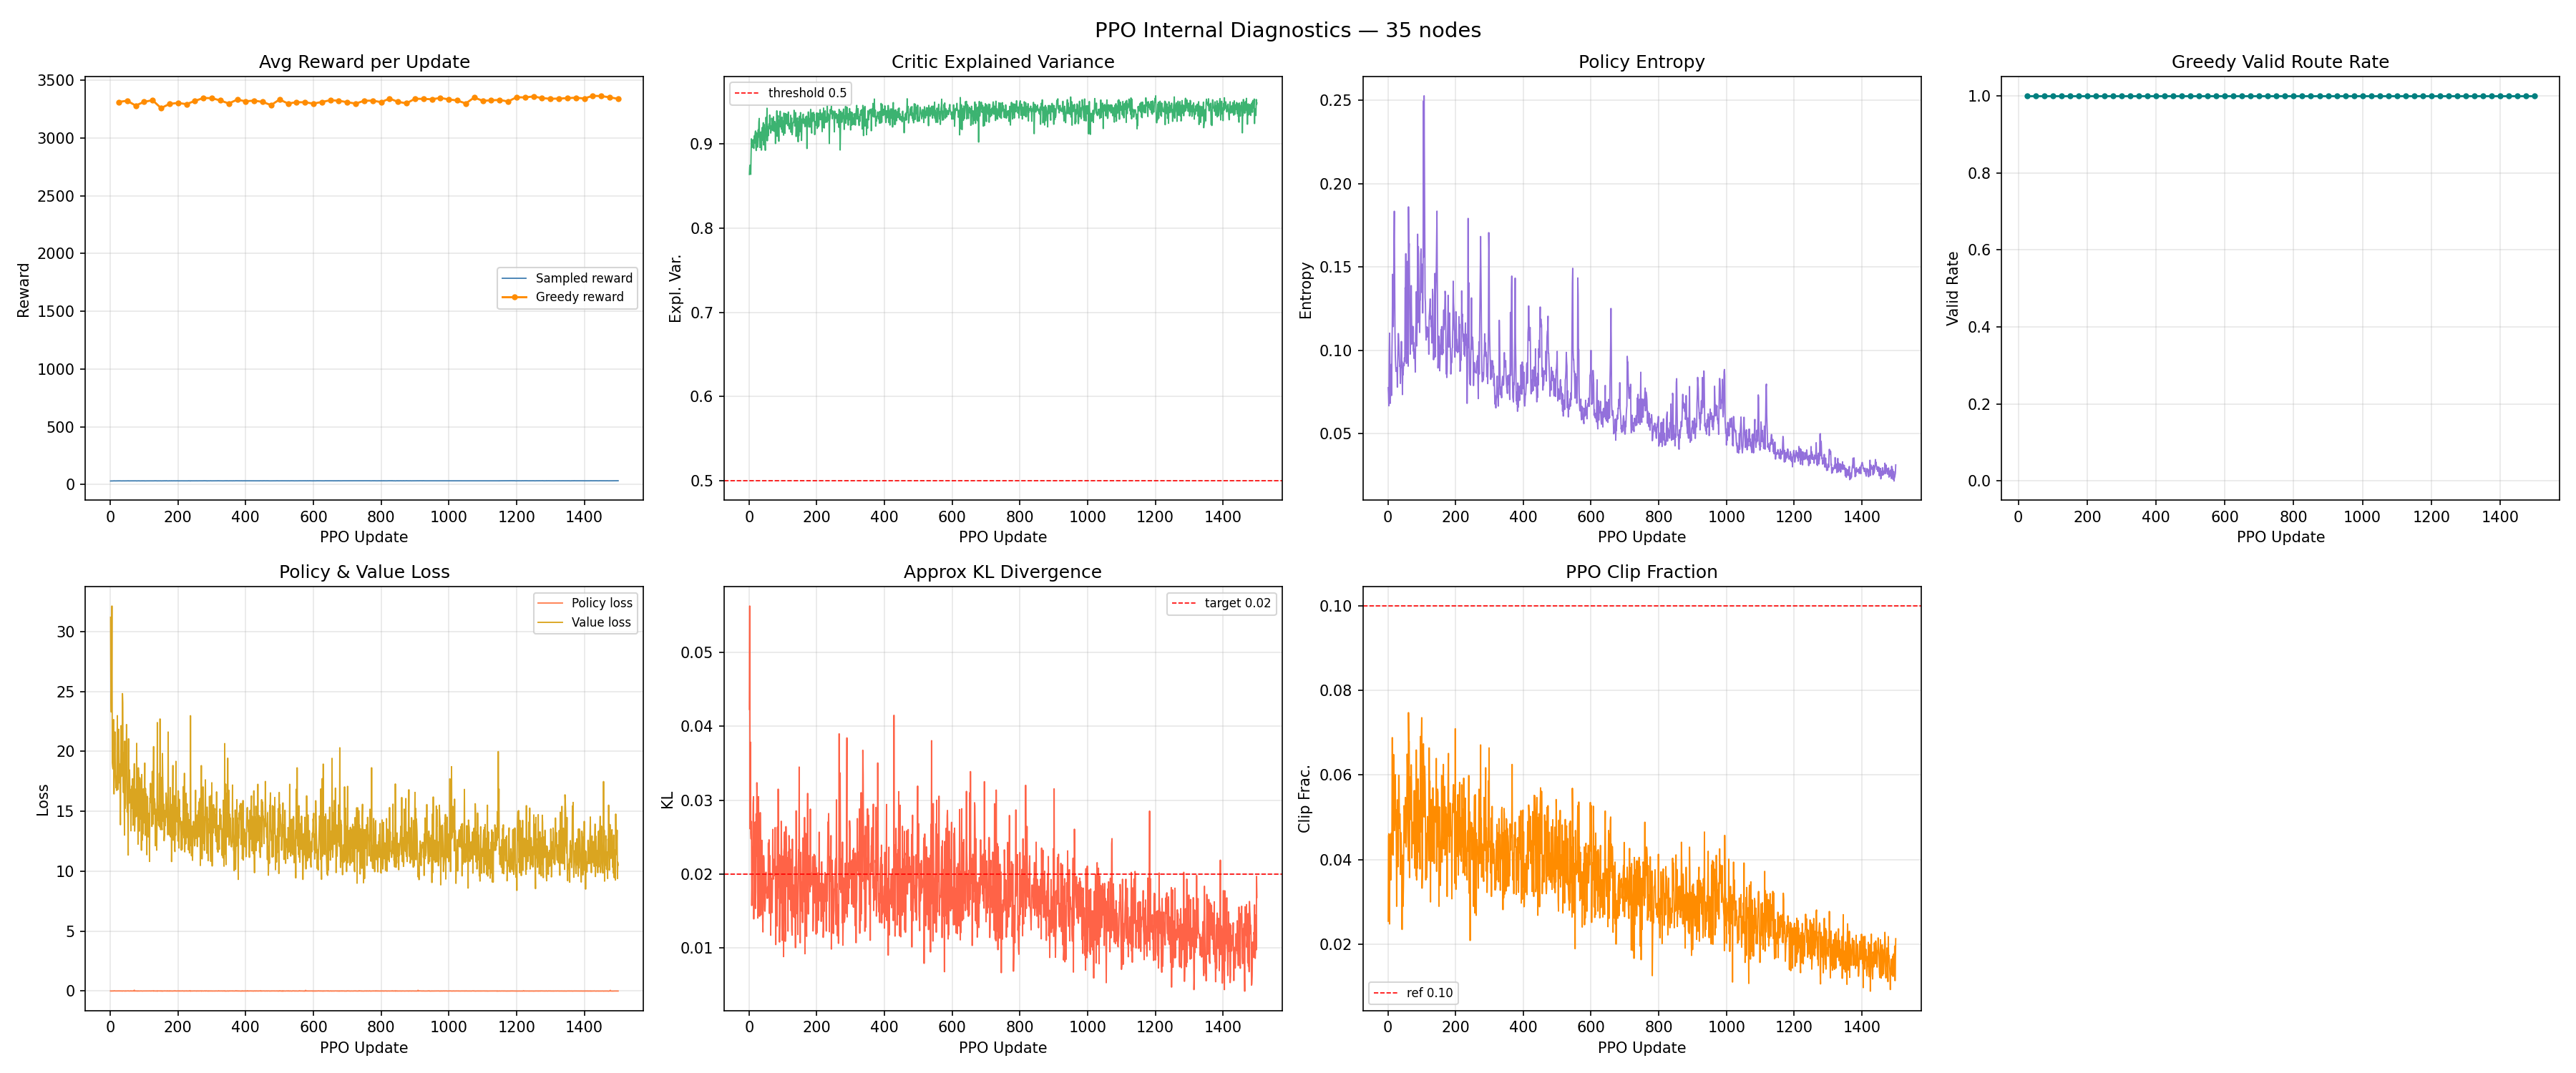 PPO Internal Diagnostics — 35 nodes
Avg Reward per Update
Reward
3500
3000
2500
2000
1500
1000
500
0
Sampled reward
Greedy reward
0 200 400 600 800 1000 1200 1400
PPO Update
Critic Explained Variance
Expl. Var.
threshold 0.5
0.9
0.8
0.7
0.6
0.5
0 200 400 600 800 1000 1200 1400
PPO Update
Policy Entropy
Entropy
0.25
0.20
0.15
0.10
0.05
0 200 400 600 800 1000 1200 1400
PPO Update
Greedy Valid Route Rate
Valid Rate
1.0
0.8
0.6
0.4
0.2
0.0
0 200 400 600 800 1000 1200 1400
PPO Update
Policy & Value Loss
Loss
Policy loss
Value loss
30
25
20
15
10
5
0
0 200 400 600 800 1000 1200 1400
PPO Update
Approx KL Divergence
KL
target 0.02
0.05
0.04
0.03
0.02
0.01
0 200 400 600 800 1000 1200 1400
PPO Update
PPO Clip Fraction
Clip Frac.
0.10
0.08
0.06
0.04
0.02
ref 0.10
0 200 400 600 800 1000 1200 1400
PPO Update